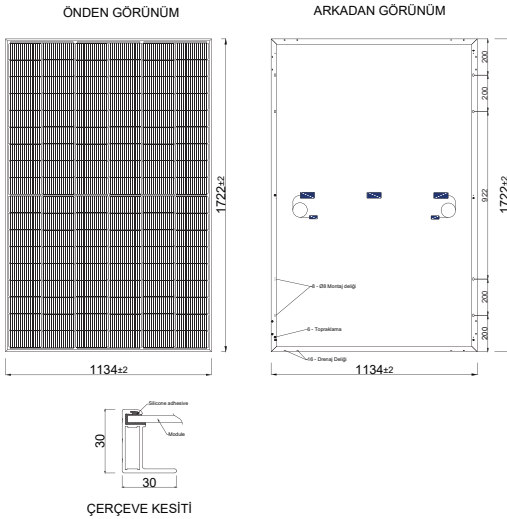 ÖNDEN GÖRÜNÜM
ARKADAN GÖRÜNÜM
1722±2
1134±2
200
200
922
200
200
1722±2
8 - Ø8 Montaj deliği
6 - Topraklama
16 - Drenaj Deliği
1134±2
Silicone adhesive
Module
30
30
ÇERÇEVE KESİTİ